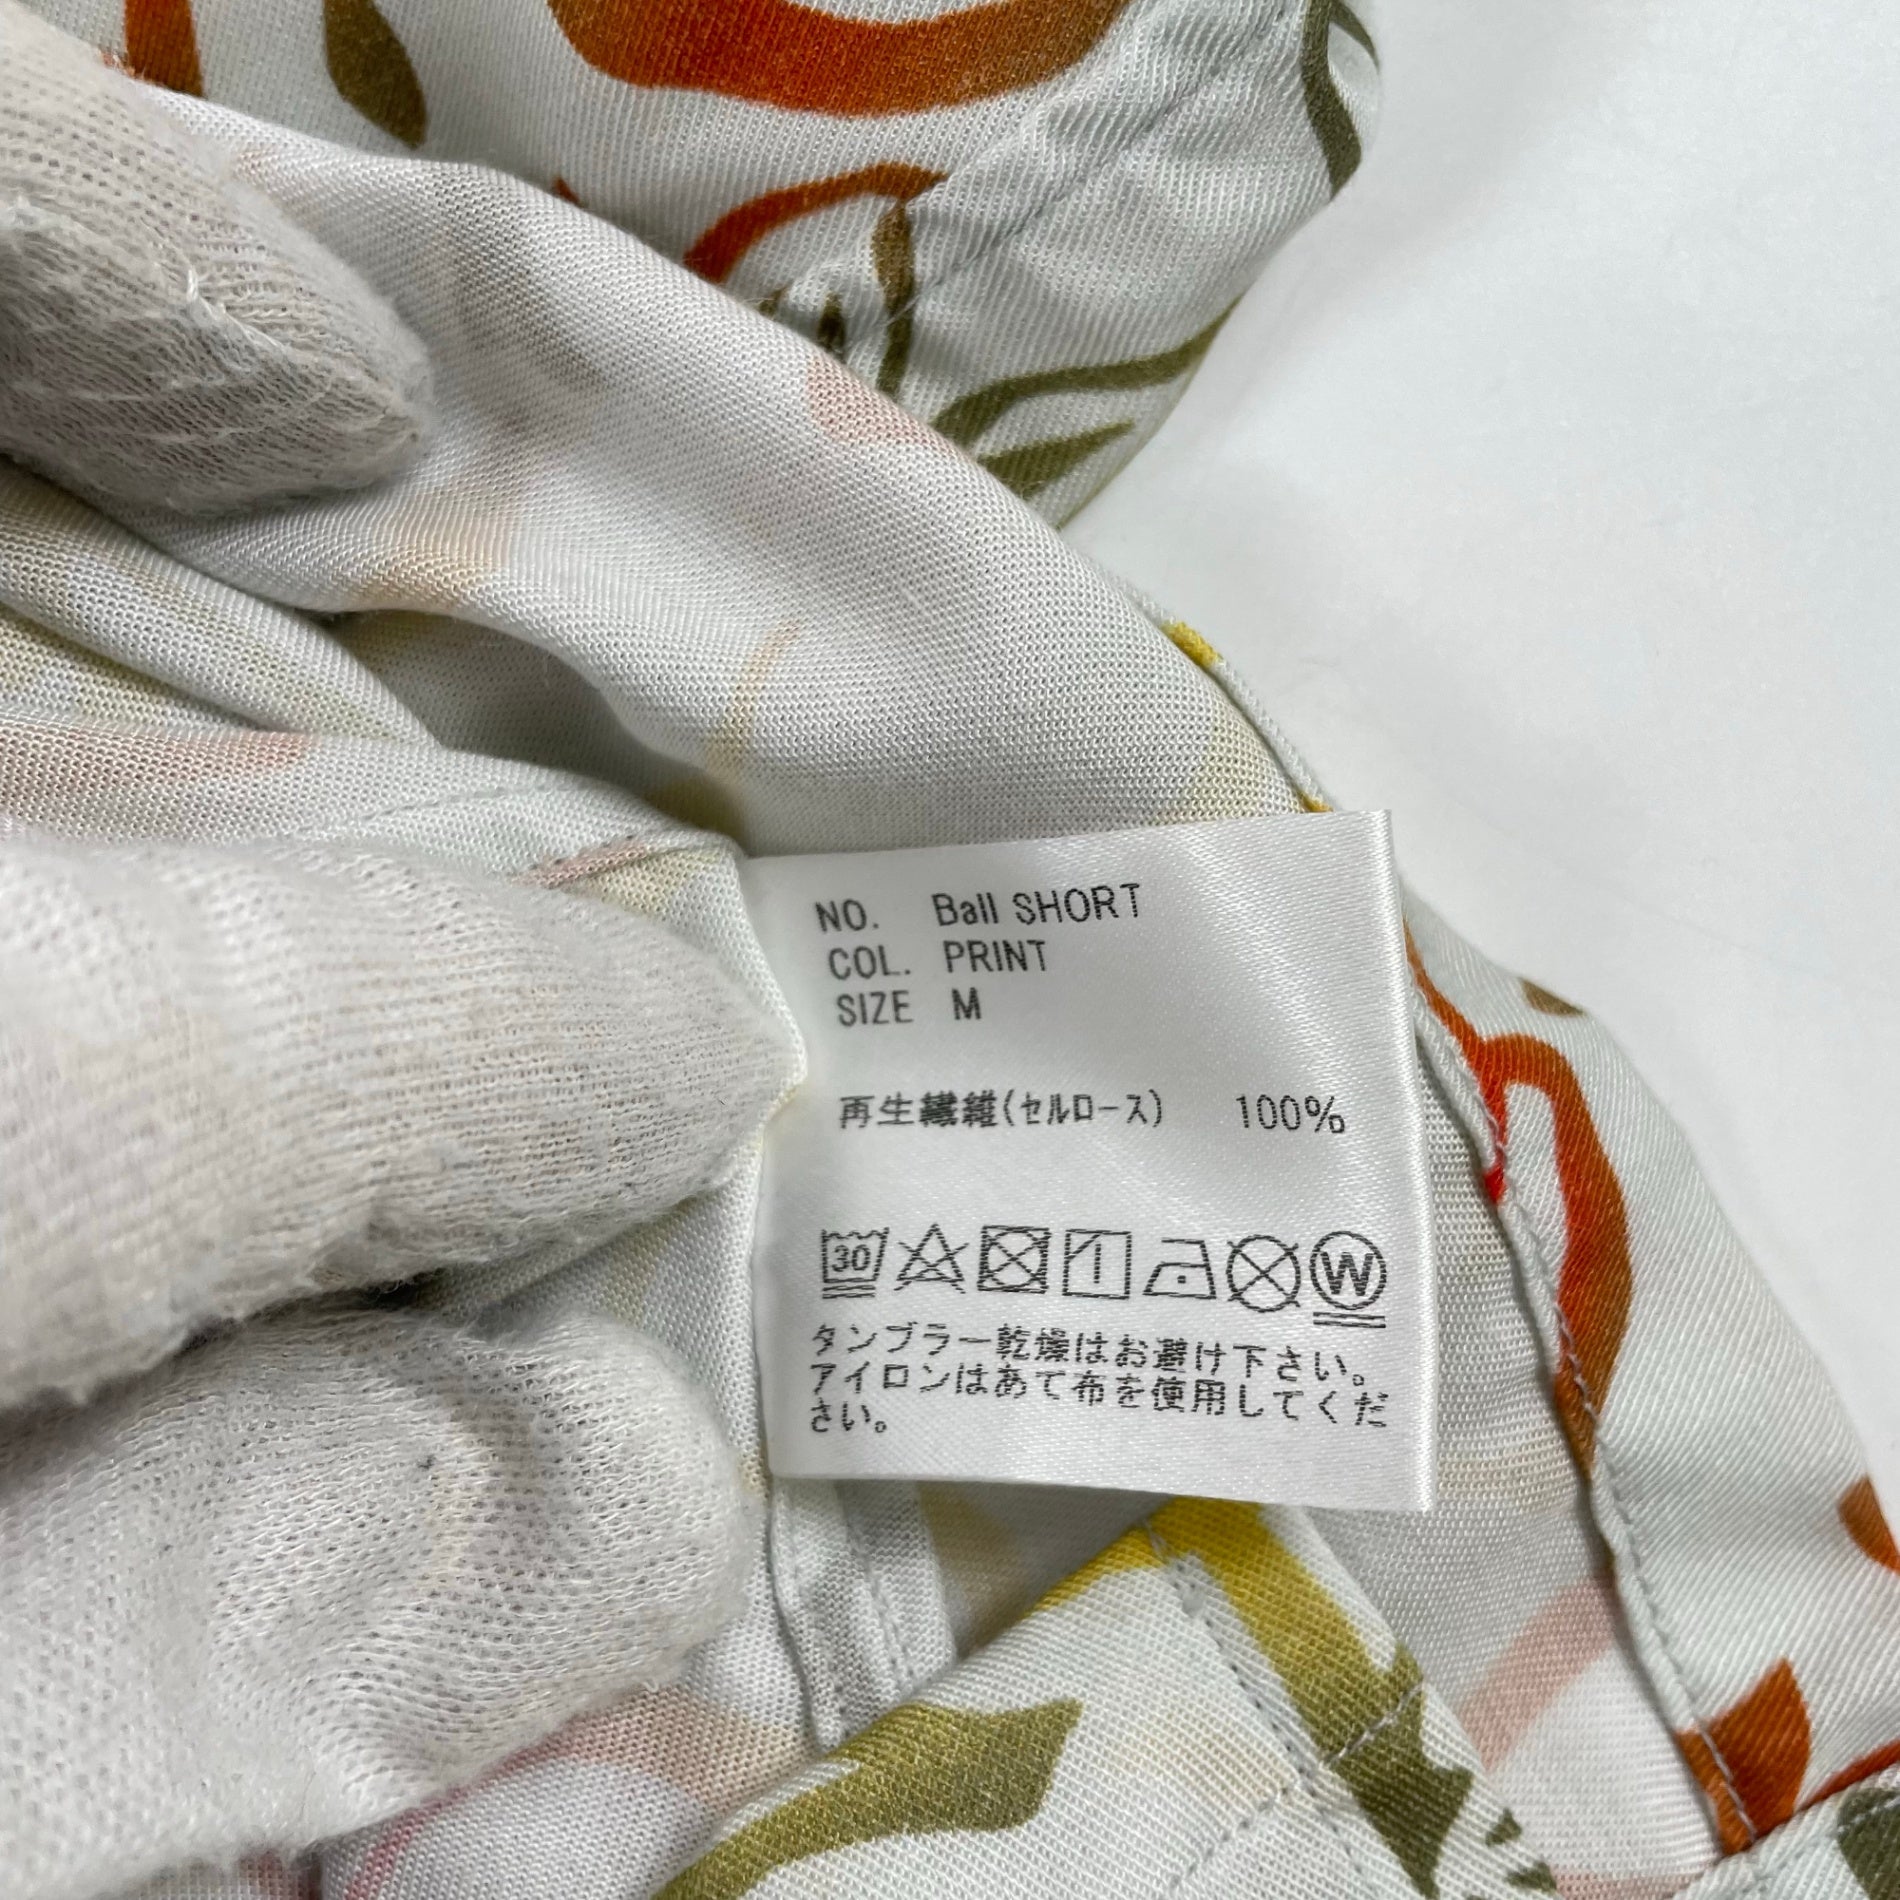 NO. Ball SHORT
COL. PRINT
SIZE M
再生繊維(セルロース) 100%
30 W
タンブラー乾燥はお避け下さい。
アイロンはあて布を使用してくだ
さい。